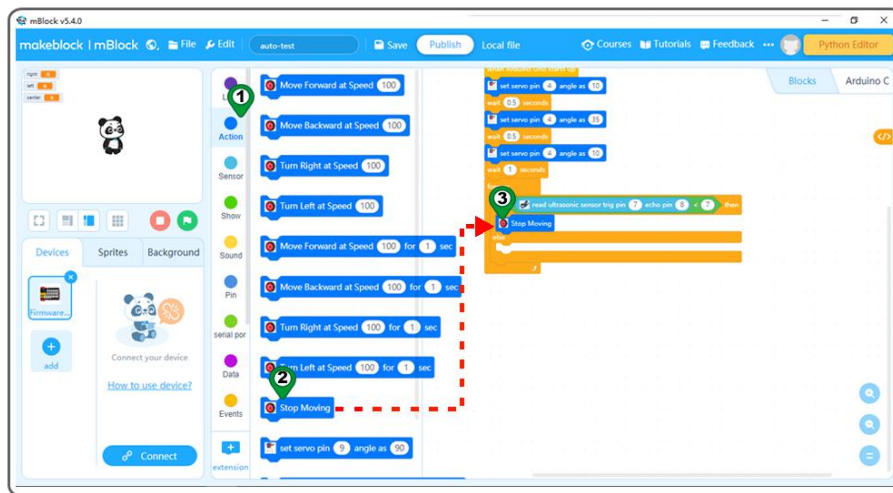 mBlock v5.4.0
makeblock | mBlock File Edit auto-test Save Publish Local file Courses Tutorials Feedback Python Editor
right
left
center
Blocks Arduino C
Devices Sprites Background
Firmware...
add
Connect your device
How to use device?
Connect
1
Action
Sensor
Show
Sound
Pin
serial por
Data
Events
extension
Move Forward at Speed 100
Move Backward at Speed 100
Turn Right at Speed 100
Turn Left at Speed 100
Move Forward at Speed 100 for 1 sec
Move Backward at Speed 100 for 1 sec
Turn Right at Speed 100 for 1 sec
Turn Left at Speed 100 for 1 sec
2
Stop Moving
set servo pin 9 angle as 90
set servo pin 4 angle as 10
wait 0.5 seconds
set servo pin 4 angle as 35
wait 0.5 seconds
set servo pin 4 angle as 10
wait 1 seconds
3
read ultrasonic sensor trig pin 7 echo pin 8 < 7 then
Stop Moving
else